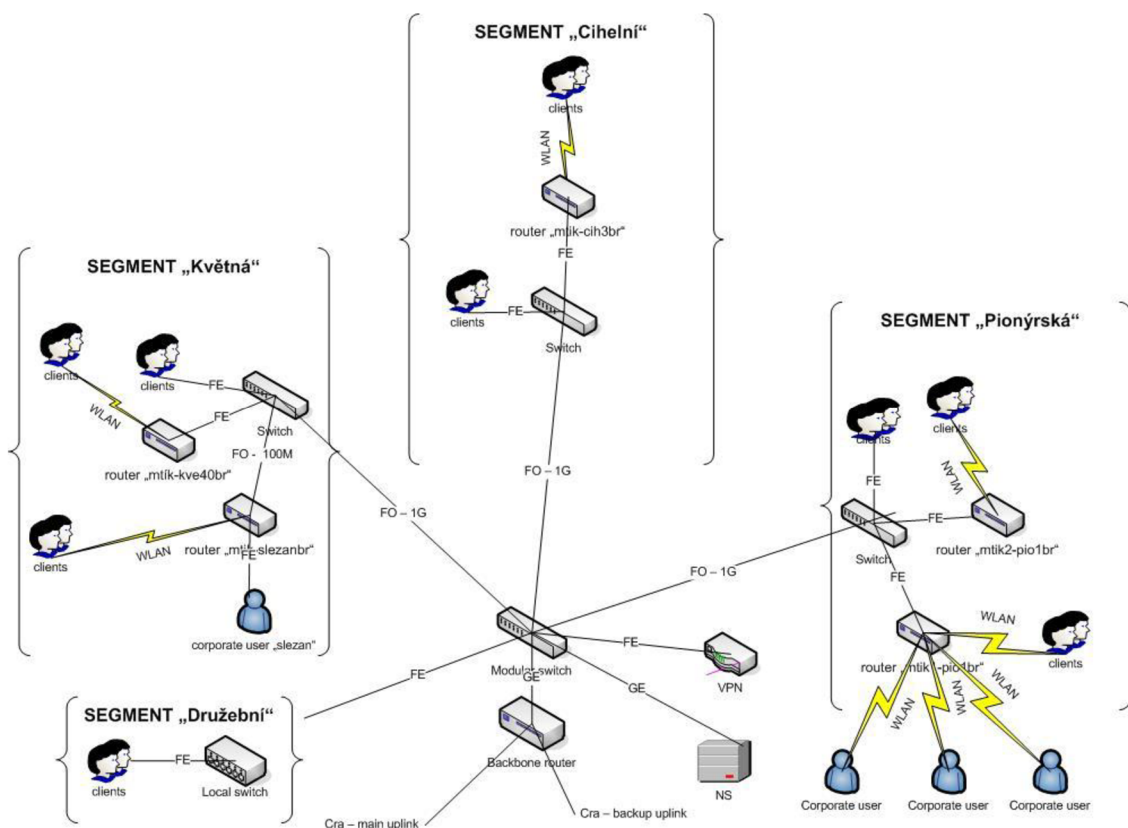 SEGMENT „Cihelní“
clients
WLAN
router „mtik-cih3br“
FE
FE
clients
Switch
FO – 1G
SEGMENT „Květná“
clients
clients
FE
WLAN
FE
Switch
router „mtík-kve40br“
FO - 100M
FO – 1G
clients
WLAN
router „mtik-slezanbr“
FE
corporate user „slezan“
SEGMENT „Pionýrská“
clients
clients
FE
WLAN
FE
Switch
router „mtik2-pio1br“
FO – 1G
FE
WLAN
clients
router „mtik1-pio1br“
WLAN
WLAN
WLAN
Corporate user
Corporate user
Corporate user
Modular switch
FE
FE
VPN
GE
GE
NS
Backbone router
Cra – main uplink
Cra – backup uplink
SEGMENT „Družební“
clients
FE
Local switch